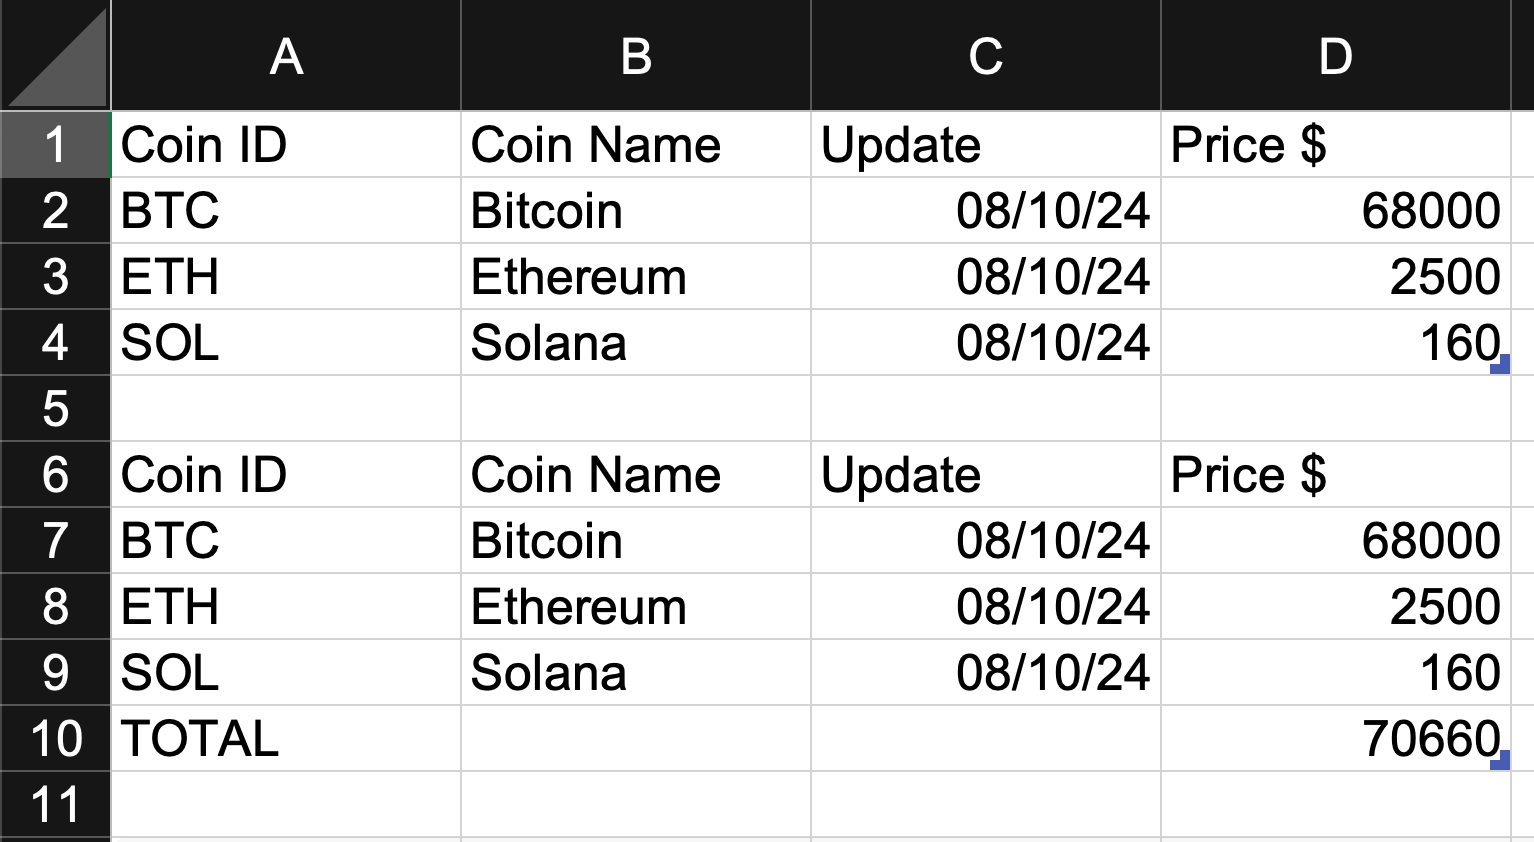 A B C D
1 Coin ID Coin Name Update Price $
2 BTC Bitcoin 08/10/24 68000
3 ETH Ethereum 08/10/24 2500
4 SOL Solana 08/10/24 160
5
6 Coin ID Coin Name Update Price $
7 BTC Bitcoin 08/10/24 68000
8 ETH Ethereum 08/10/24 2500
9 SOL Solana 08/10/24 160
10 TOTAL 70660
11